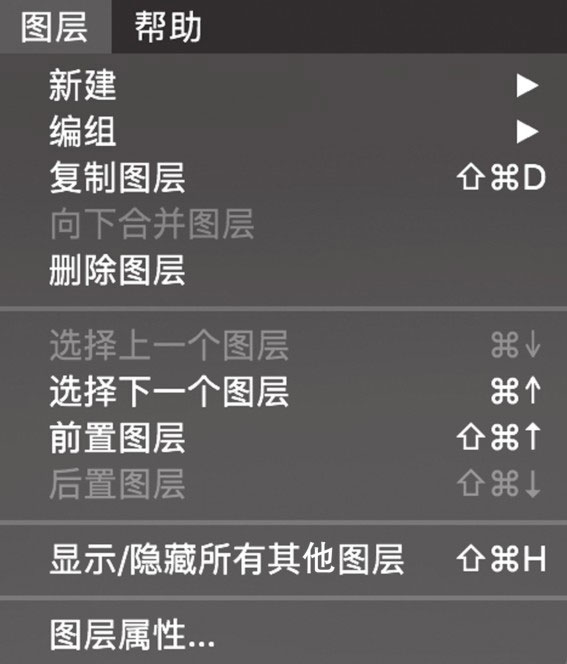 图层 帮助
新建 ▶
编组 ▶
复制图层 ⇧⌘D
向下合并图层
删除图层
选择上一个图层 ⌘↓
选择下一个图层 ⌘↑
前置图层 ⇧⌘↑
后置图层 ⇧⌘↓
显示/隐藏所有其他图层 ⇧⌘H
图层属性...